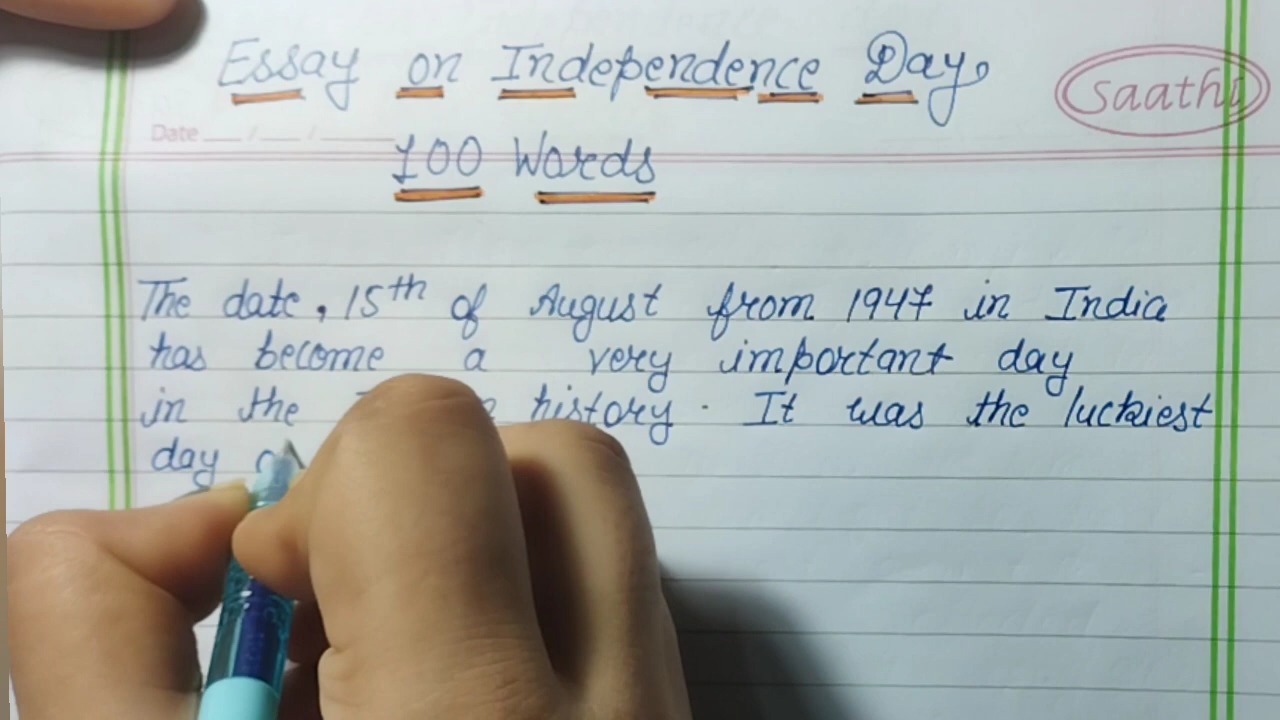 Essay on Independence Day
saathi
Date
100 Words
The date, 15th of August from 1947 in India
has become a very important day
in the history. It was the luckiest
day